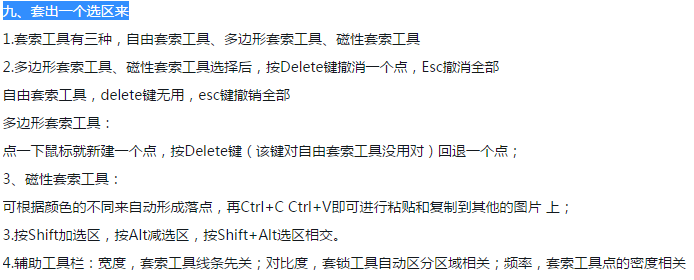 九、套出一个选区来
1.套索工具有三种，自由套索工具、多边形套索工具、磁性套索工具
2.多边形套索工具、磁性套索工具选择后，按Delete键撤消一个点，Esc撤消全部
自由套索工具，delete键无用，esc键撤销全部
多边形套索工具：
点一下鼠标就新建一个点，按Delete键（该键对自由套索工具没用对）回退一个点；
3、磁性套索工具：
可根据颜色的不同来自动形成落点，再Ctrl+C Ctrl+V即可进行粘贴和复制到其他的图片 上；
3.按Shift加选区，按Alt减选区，按Shift+Alt选区相交。
4.辅助工具栏：宽度，套索工具线条先关；对比度，套锁工具自动区分区域相关；频率，套索工具点的密度相关